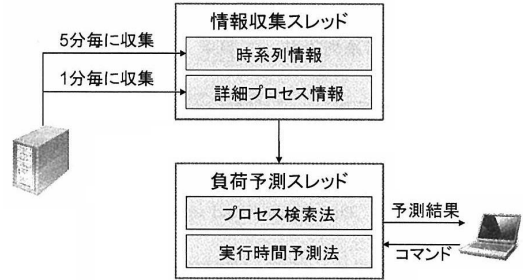 情報収集スレッド
5分毎に収集
時系列情報
1分毎に収集
詳細プロセス情報
負荷予測スレッド
プロセス検索法
予測結果
実行時間予測法
コマンド